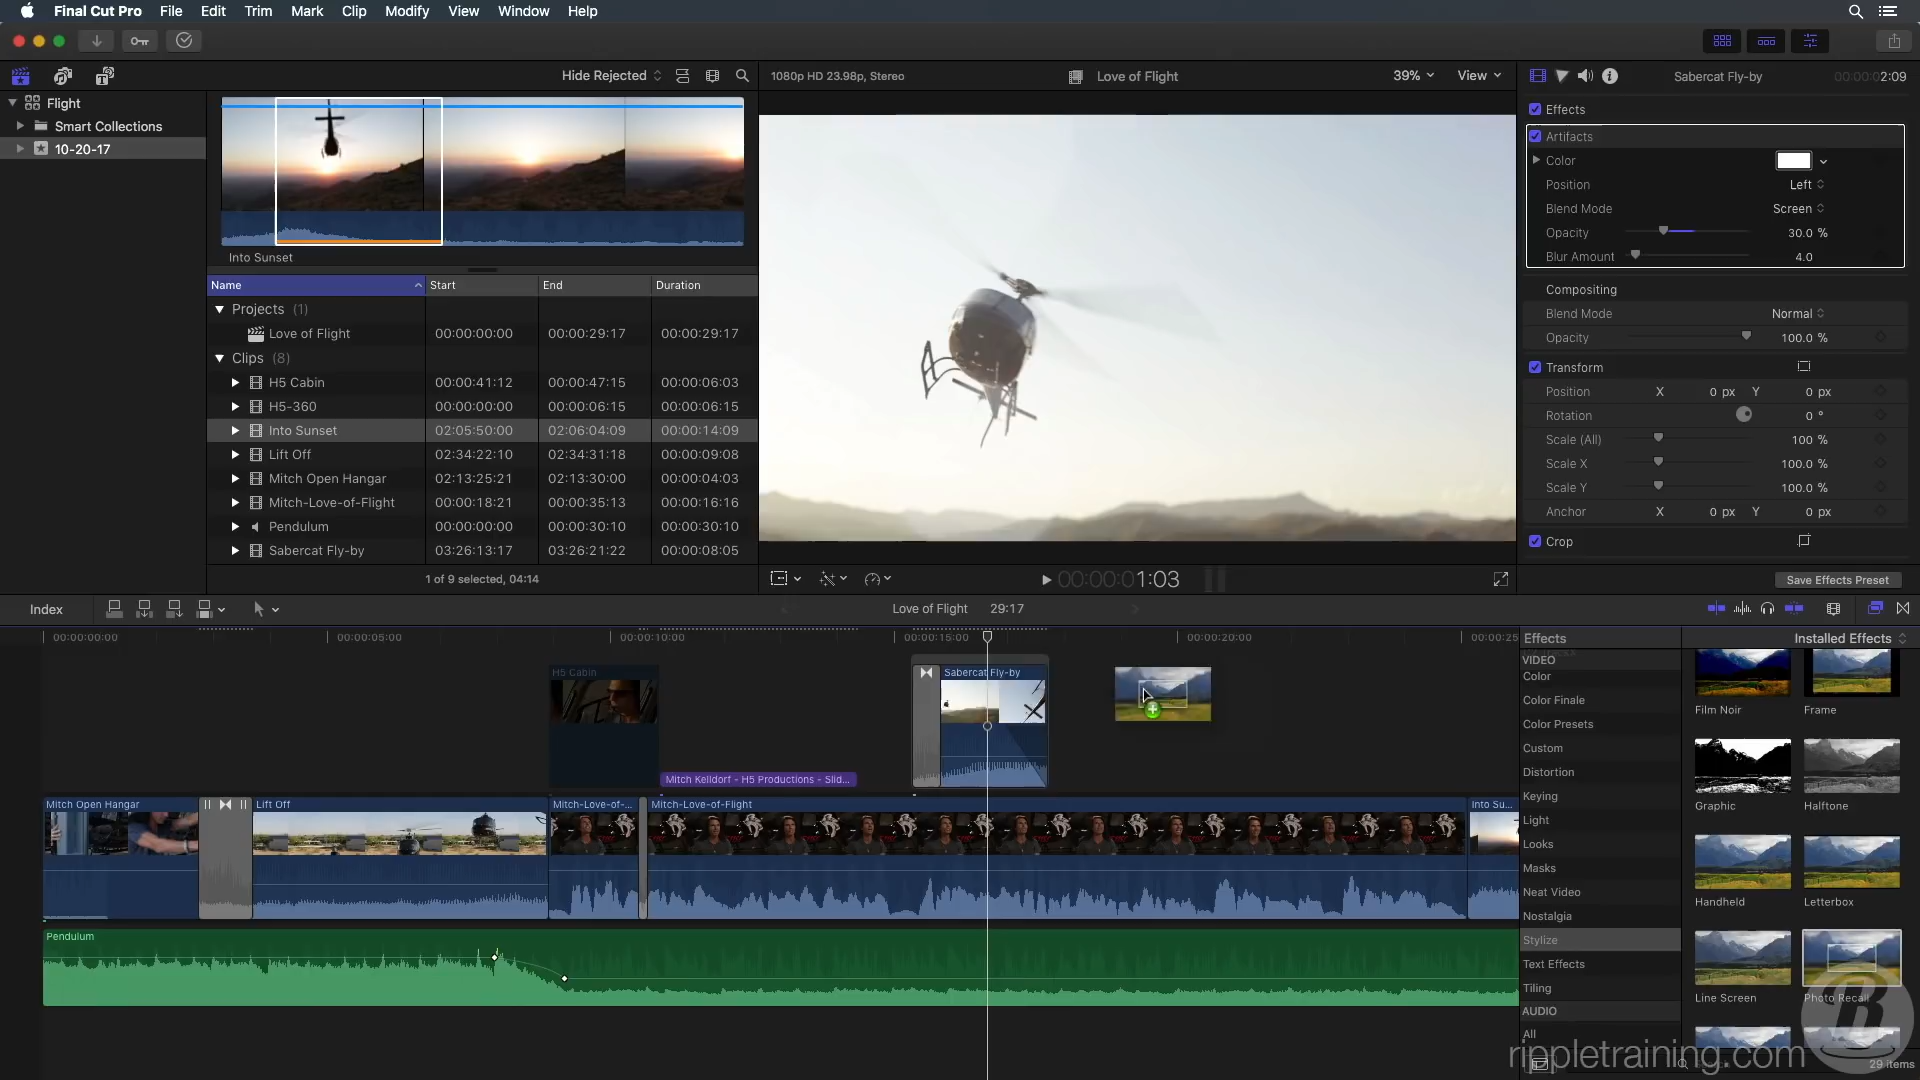 Final Cut Pro File Edit Trim Mark Clip Modify View Window Help
Hide Rejected
1080p HD 23.98p, Stereo
Love of Flight
39%
View
Sabercat Fly-by
00:00:02:09
Flight
Smart Collections
10-20-17
Into Sunset
Name Start End Duration
Projects (1)
Love of Flight 00:00:00:00 00:00:29:17 00:00:29:17
Clips (8)
H5 Cabin 00:00:41:12 00:00:47:15 00:00:06:03
H5-360 00:00:00:00 00:00:06:15 00:00:06:15
Into Sunset 02:05:50:00 02:06:04:09 00:00:14:09
Lift Off 02:34:22:10 02:34:31:18 00:00:09:08
Mitch Open Hangar 02:13:25:21 02:13:30:00 00:00:04:03
Mitch-Love-of-Flight 00:00:18:21 00:00:35:13 00:00:16:16
Pendulum 00:00:00:00 00:00:30:10 00:00:30:10
Sabercat Fly-by 03:26:13:17 03:26:21:22 00:00:08:05
1 of 9 selected, 04:14
00:00:01:03
Effects
Artifacts
Color
Position Left
Blend Mode Screen
Opacity 30.0 %
Blur Amount 4.0
Compositing
Blend Mode Normal
Opacity 100.0 %
Transform
Position X 0 px Y 0 px
Rotation 0 °
Scale (All) 100 %
Scale X 100.0 %
Scale Y 100.0 %
Anchor X 0 px Y 0 px
Crop
Save Effects Preset
Index
Love of Flight 29:17
00:00:00:00 00:00:05:00 00:00:10:00 00:00:15:00 00:00:20:00 00:00:25
H5 Cabin
Sabercat Fly-by
Mitch Kelldorf - H5 Productions - Slid...
Mitch Open Hangar
Lift Off
Mitch-Love-o-...
Mitch-Love-of-Flight
Into Su...
Pendulum
Effects
Installed Effects
VIDEO
Color
Color Finale
Color Presets
Custom
Distortion
Keying
Light
Looks
Masks
Neat Video
Nostalgia
Stylize
Text Effects
Tiling
AUDIO
All
Film Noir
Frame
Graphic
Halftone
Handheld
Letterbox
Line Screen
Photo Recall
29 items
rippletraining.com